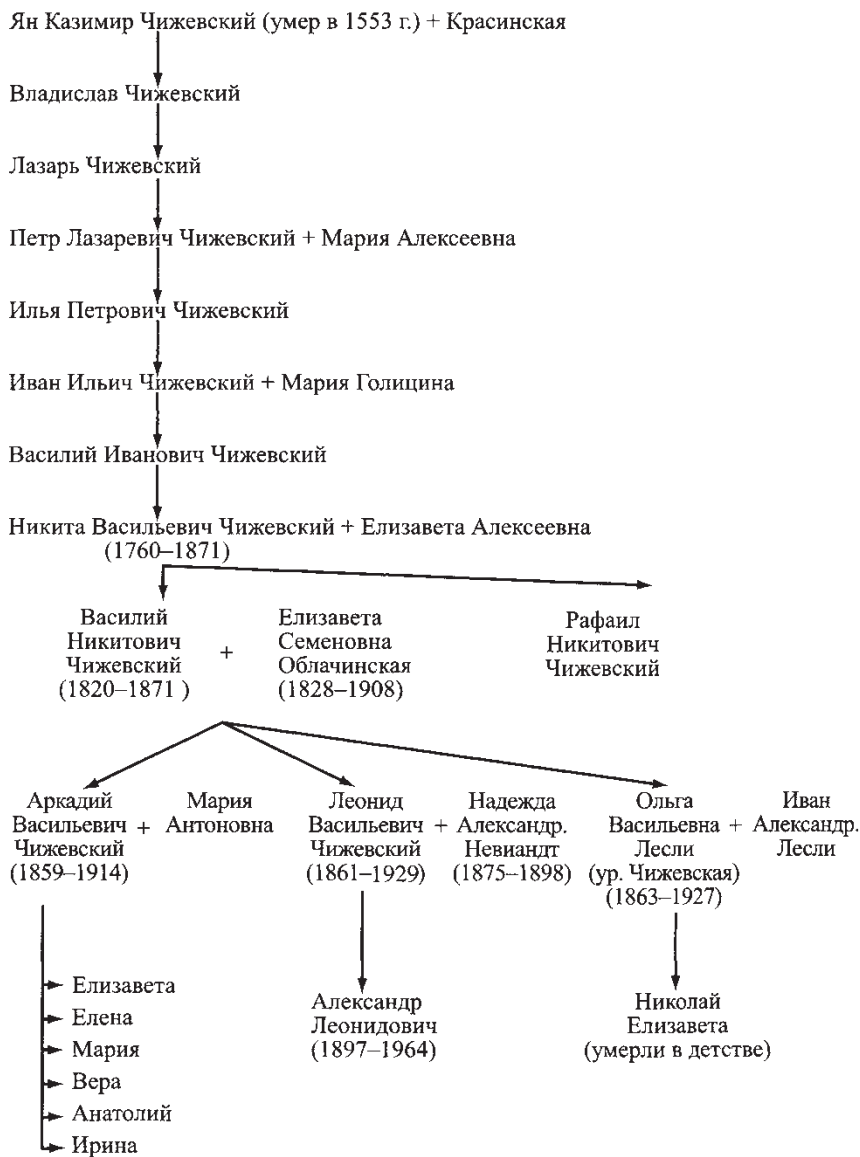 Ян Казимир Чижевский (умер в 1553 г.) + Красинская
Владислав Чижевский
Лазарь Чижевский
Петр Лазаревич Чижевский + Мария Алексеевна
Илья Петрович Чижевский
Иван Ильич Чижевский + Мария Голицина
Василий Иванович Чижевский
Никита Васильевич Чижевский + Елизавета Алексеевна
(1760–1871)
Василий
Никитович
Чижевский
(1820–1871 )
+
Елизавета
Семеновна
Облачинская
(1828–1908)
Рафаил
Никитович
Чижевский
Аркадий
Васильевич
Чижевский
(1859–1914)
+
Мария
Антоновна
Леонид
Васильевич
Чижевский
(1861–1929)
+
Надежда
Александр.
Невиандт
(1875–1898)
Ольга
Васильевна
Лесли
(ур. Чижевская)
(1863–1927)
+
Иван
Александр.
Лесли
Елизавета
Елена
Мария
Вера
Анатолий
Ирина
Александр
Леонидович
(1897–1964)
Николай
Елизавета
(умерли в детстве)